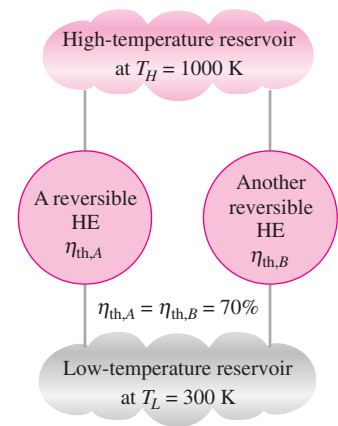 High-temperature reservoir
at T_H = 1000 K
A reversible
HE
η_th,A
Another
reversible
HE
η_th,B
η_th,A = η_th,B = 70%
Low-temperature reservoir
at T_L = 300 K